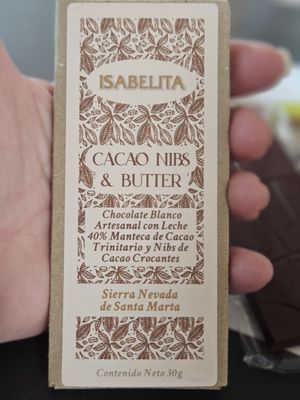 ISABELITA
CACAO NIBS
& BUTTER
Chocolate Blanco
Artesanal con Leche
40% Manteca de Cacao
Trinitario y Nibs de
Cacao Crocantes
Sierra Nevada
de Santa Marta
Contenido Neto 30g